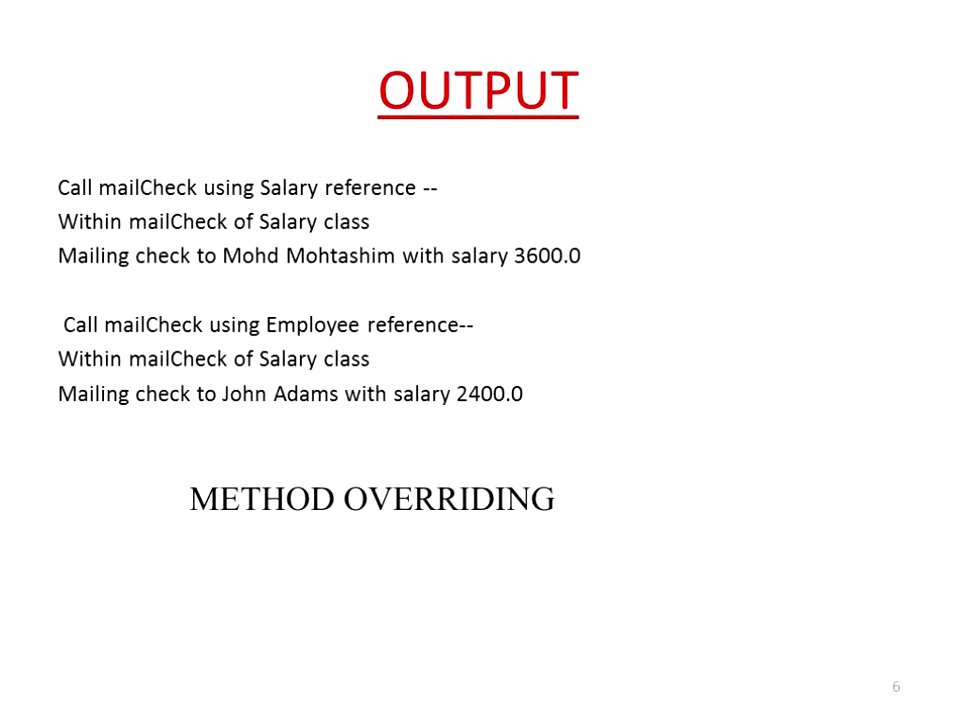 OUTPUT
Call mailCheck using Salary reference --
Within mailCheck of Salary class
Mailing check to Mohd Mohtashim with salary 3600.0
Call mailCheck using Employee reference--
Within mailCheck of Salary class
Mailing check to John Adams with salary 2400.0
METHOD OVERRIDING
6